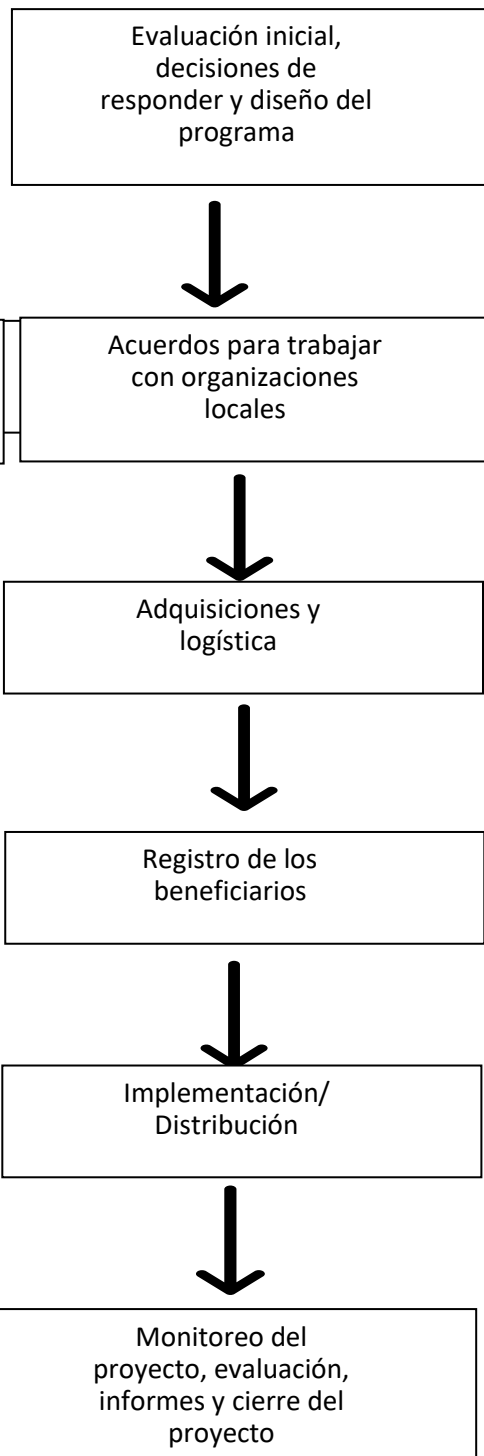 Evaluación inicial,
decisiones de
responder y diseño del
programa
Acuerdos para trabajar
con organizaciones
locales
Adquisiciones y
logística
Registro de los
beneficiarios
Implementación/
Distribución
Monitoreo del
proyecto, evaluación,
informes y cierre del
proyecto